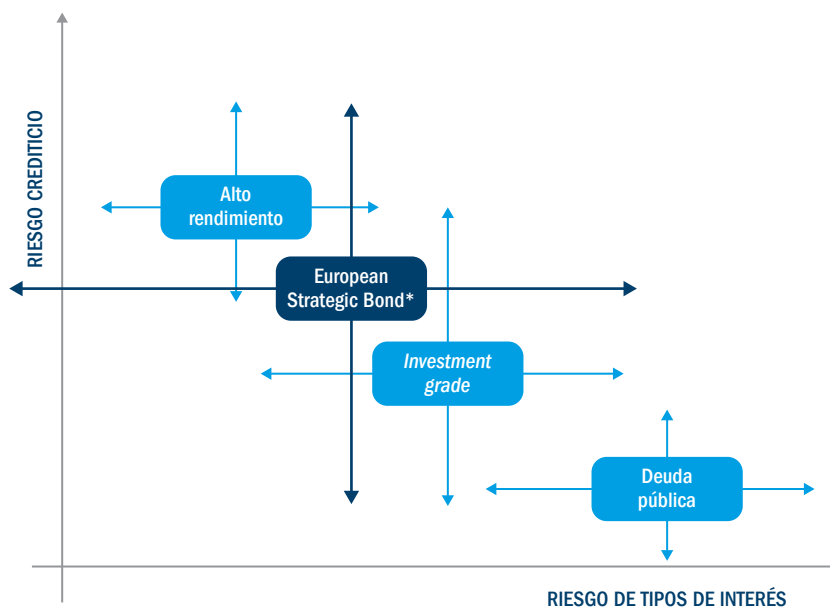 RIESGO CREDITICIO
Alto
rendimiento
European
Strategic Bond*
Investment
grade
Deuda
pública
RIESGO DE TIPOS DE INTERÉS